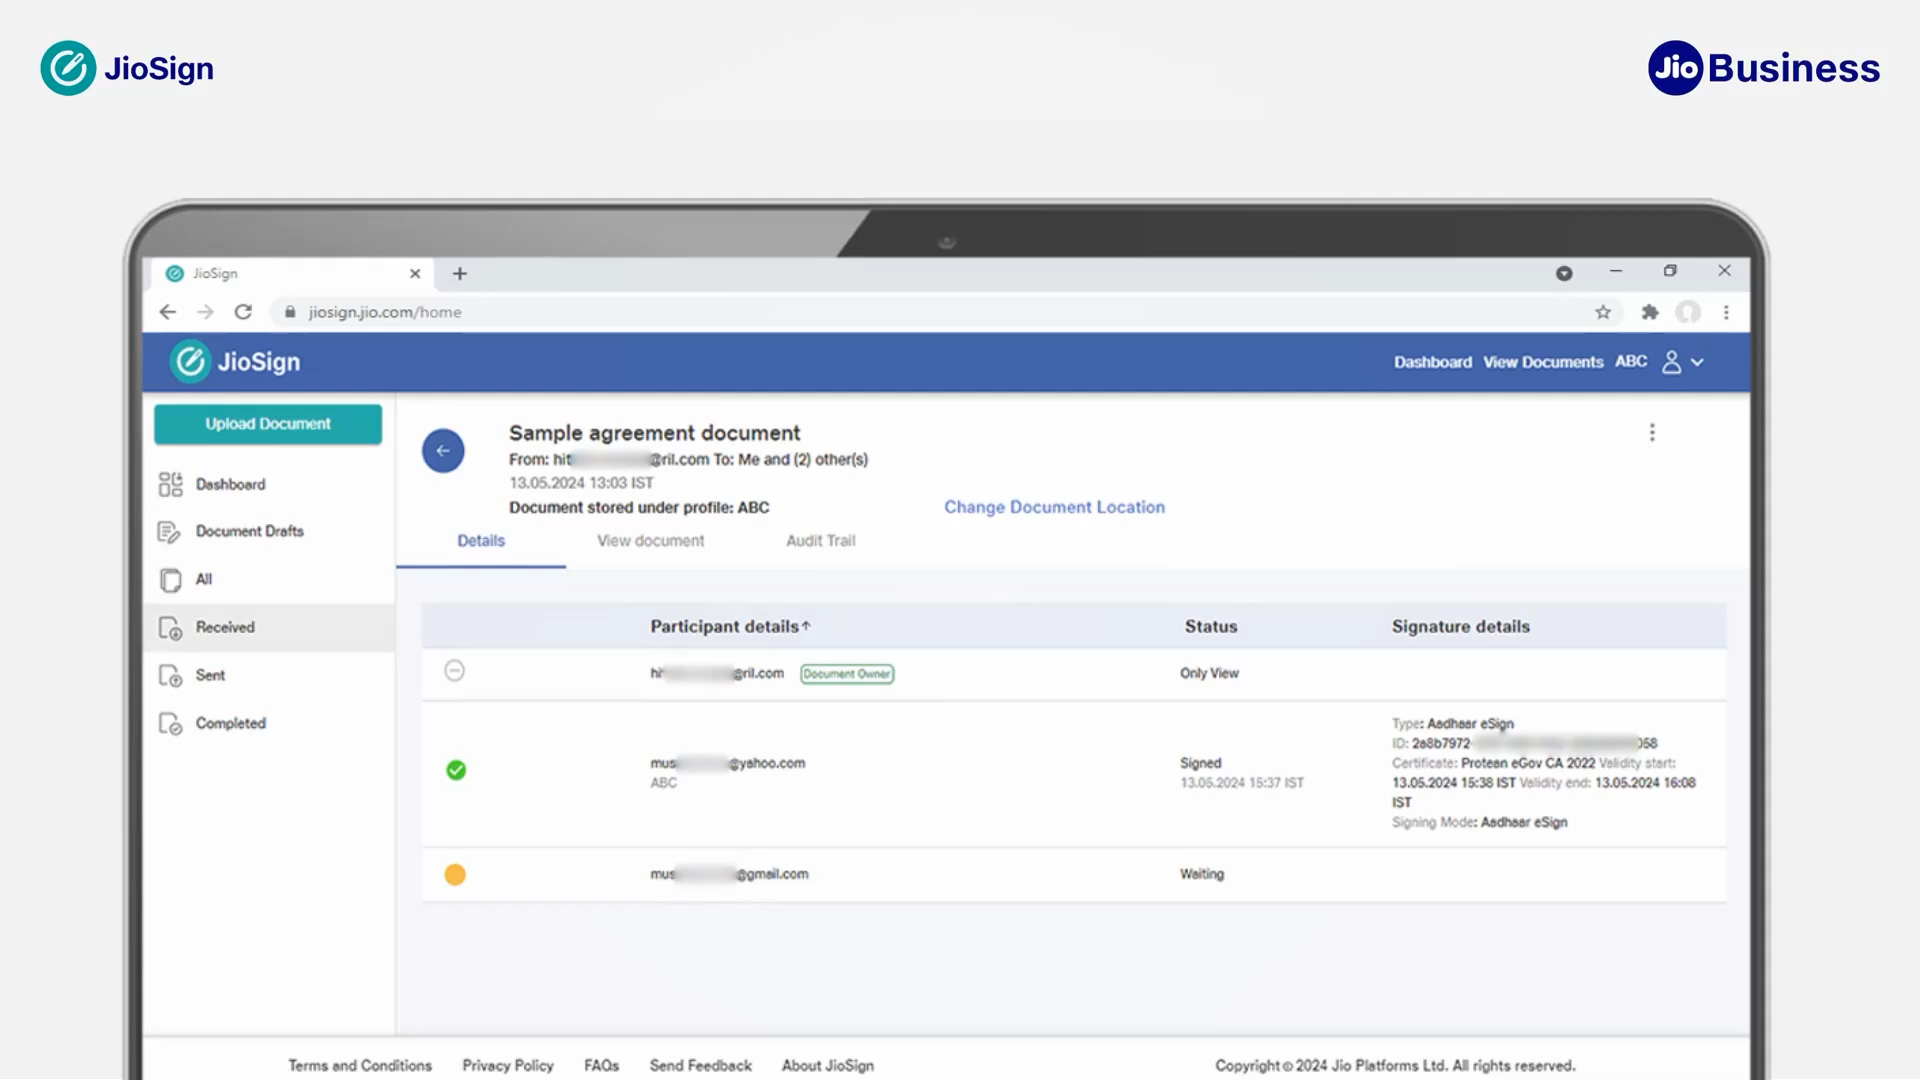 JioSign
Jio Business
JioSign
jiosign.jio.com/home
JioSign
Dashboard View Documents ABC
Upload Document
Dashboard
Document Drafts
All
Received
Sent
Completed
Sample agreement document
From: hit @ril.com To: Me and (2) other(s)
13.05.2024 13:03 IST
Document stored under profile: ABC
Change Document Location
Details View document Audit Trail
Participant details↑ Status Signature details
hi @ril.com Document Owner Only View
mus @yahoo.com
ABC
Signed
13.05.2024 15:37 IST
Type: Aadhaar eSign
ID: 2a8b7972- 058
Certificate: Protean eGov CA 2022 Validity start:
13.05.2024 15:38 IST Validity end: 13.05.2024 16:08
IST
Signing Mode: Aadhaar eSign
mus @gmail.com Waiting
Terms and Conditions Privacy Policy FAQs Send Feedback About JioSign
Copyright © 2024 Jio Platforms Ltd. All rights reserved.